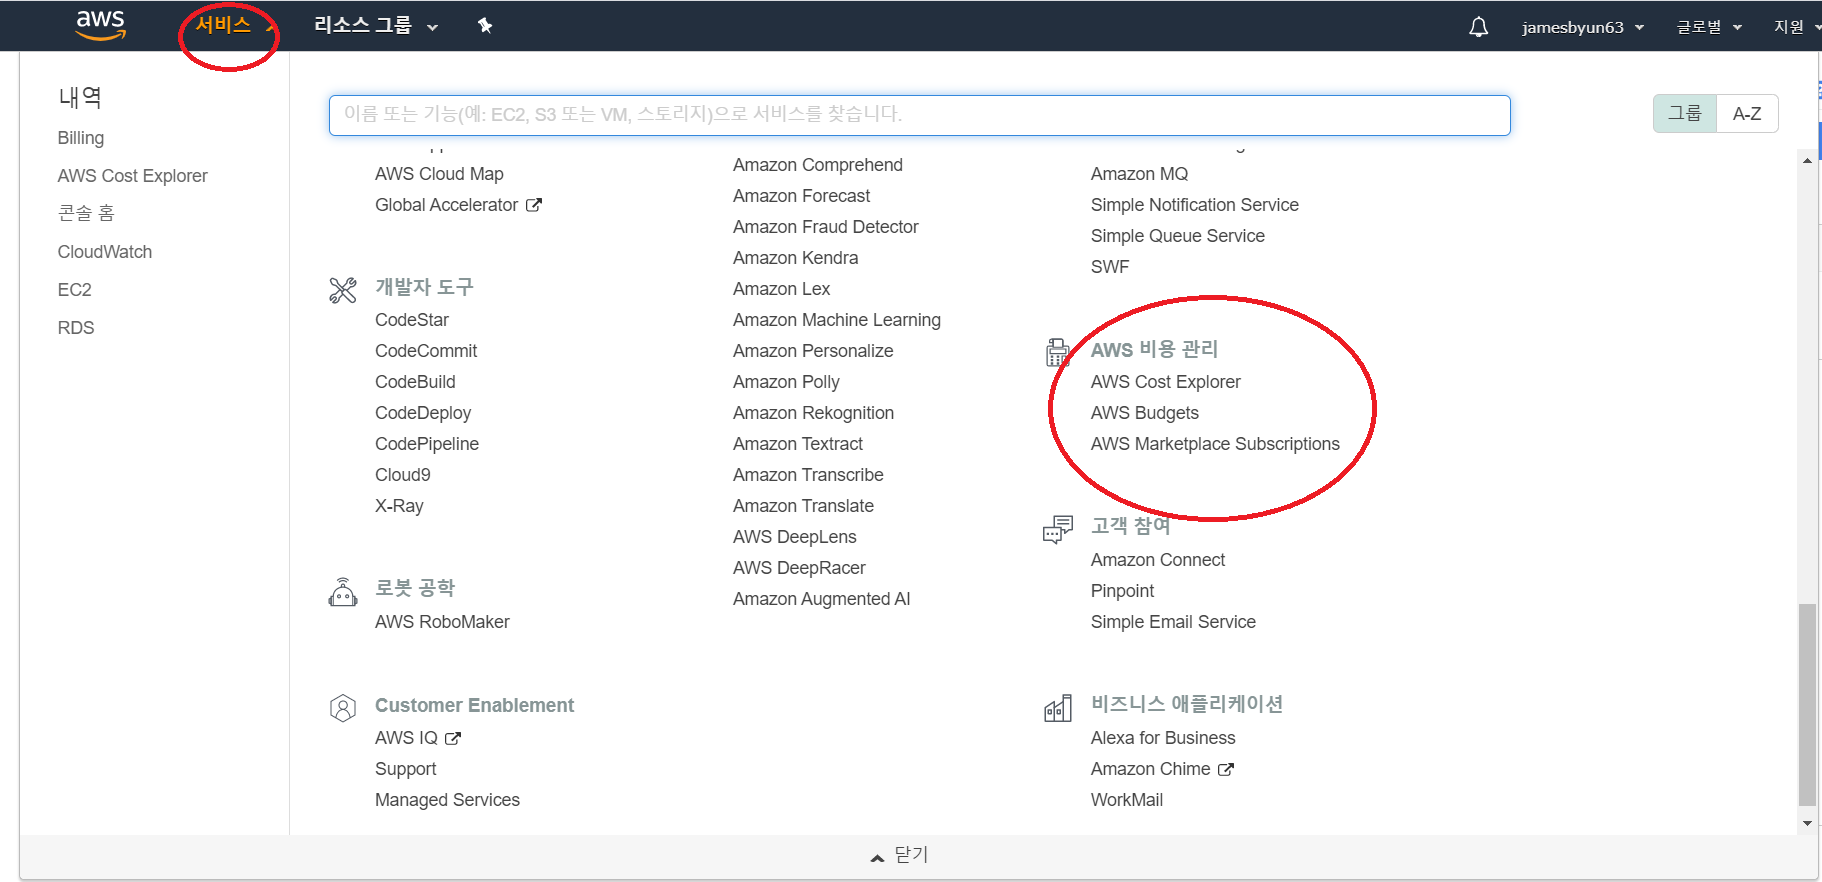 aws 서비스 리소스 그룹 jamesbyun63 글로벌 지원
내역
Billing
AWS Cost Explorer
콘솔 홈
CloudWatch
EC2
RDS
이름 또는 기능(예: EC2, S3 또는 VM, 스토리지)으로 서비스를 찾습니다.
그룹 A-Z
AWS Cloud Map
Global Accelerator
개발자 도구
CodeStar
CodeCommit
CodeBuild
CodeDeploy
CodePipeline
Cloud9
X-Ray
로봇 공학
AWS RoboMaker
Customer Enablement
AWS IQ
Support
Managed Services
Amazon Comprehend
Amazon Forecast
Amazon Fraud Detector
Amazon Kendra
Amazon Lex
Amazon Machine Learning
Amazon Personalize
Amazon Polly
Amazon Rekognition
Amazon Textract
Amazon Transcribe
Amazon Translate
AWS DeepLens
AWS DeepRacer
Amazon Augmented AI
Amazon MQ
Simple Notification Service
Simple Queue Service
SWF
AWS 비용 관리
AWS Cost Explorer
AWS Budgets
AWS Marketplace Subscriptions
고객 참여
Amazon Connect
Pinpoint
Simple Email Service
비즈니스 애플리케이션
Alexa for Business
Amazon Chime
WorkMail
닫기